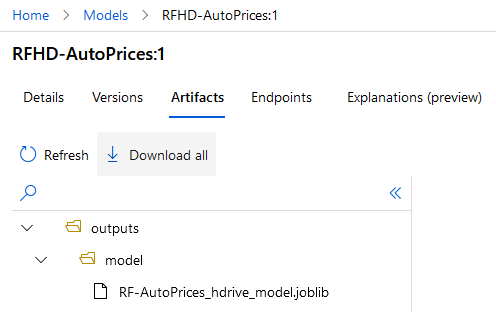 Home > Models > RFHD-AutoPrices:1
RFHD-AutoPrices:1
Details Versions Artifacts Endpoints Explanations (preview)
Refresh Download all
outputs
model
RF-AutoPrices_hdrive_model.joblib